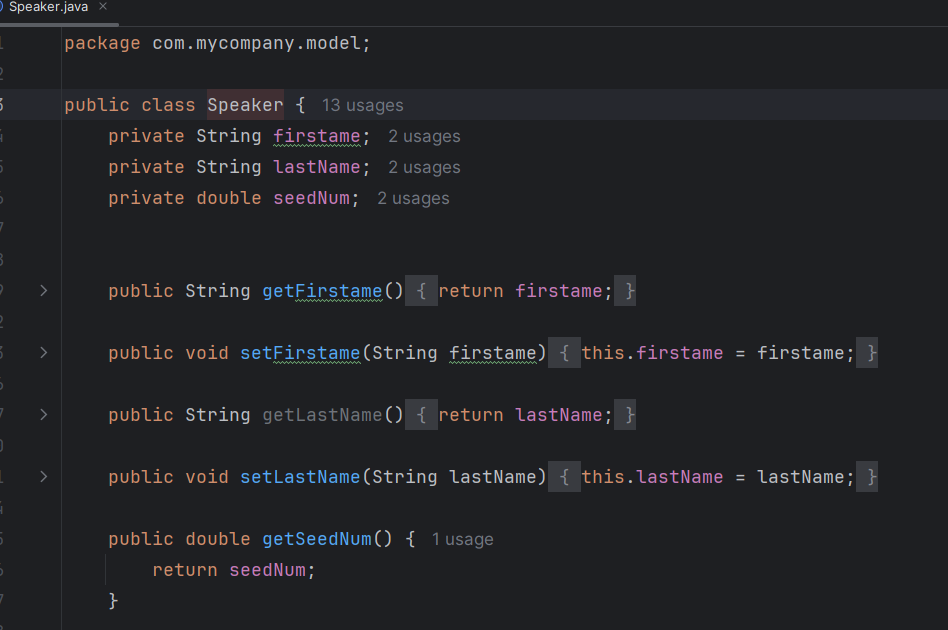 Speaker.java
package com.mycompany.model;
public class Speaker { 13 usages
private String firstame; 2 usages
private String lastName; 2 usages
private double seedNum; 2 usages
public String getFirstame() { return firstame; }
public void setFirstame(String firstame) { this.firstame = firstame; }
public String getLastName() { return lastName; }
public void setLastName(String lastName) { this.lastName = lastName; }
public double getSeedNum() { 1 usage
return seedNum;
}